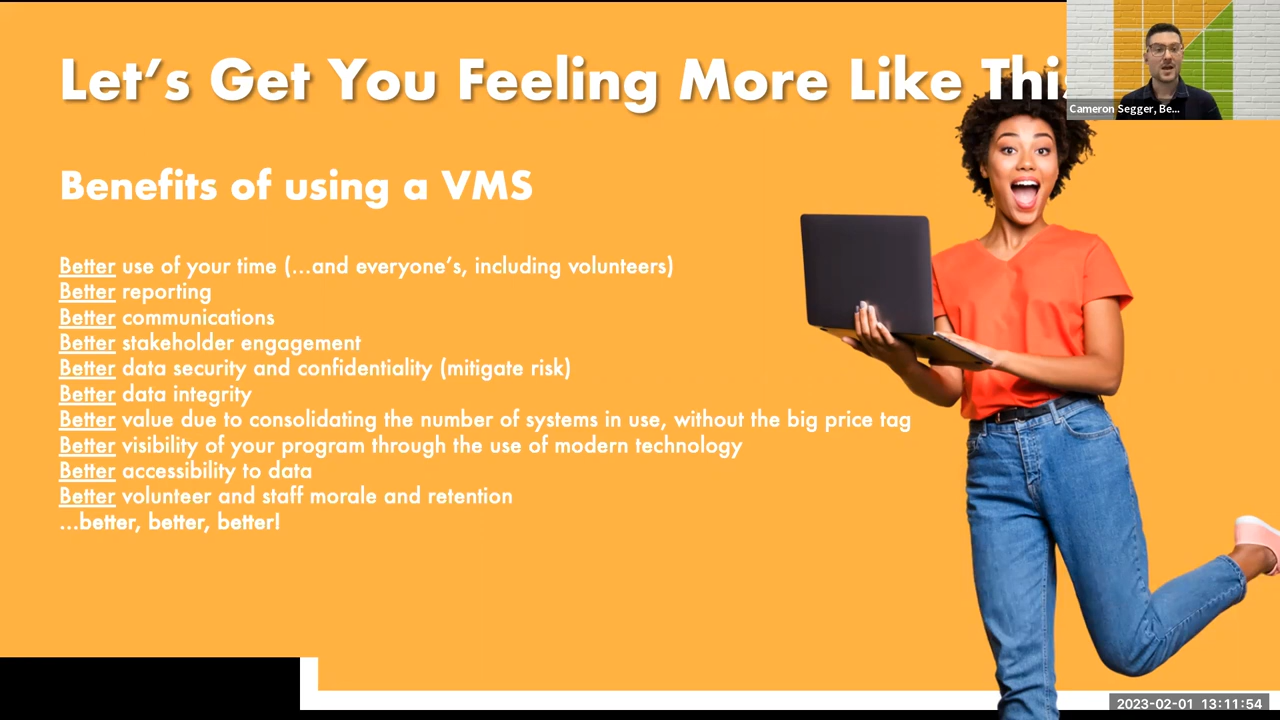 Let's Get You Feeling More Like This
Cameron Segger, Be...
Benefits of using a VMS
Better use of your time (...and everyone's, including volunteers)
Better reporting
Better communications
Better stakeholder engagement
Better data security and confidentiality (mitigate risk)
Better data integrity
Better value due to consolidating the number of systems in use, without the big price tag
Better visibility of your program through the use of modern technology
Better accessibility to data
Better volunteer and staff morale and retention
...better, better, better!
2023-02-01 13:11:54